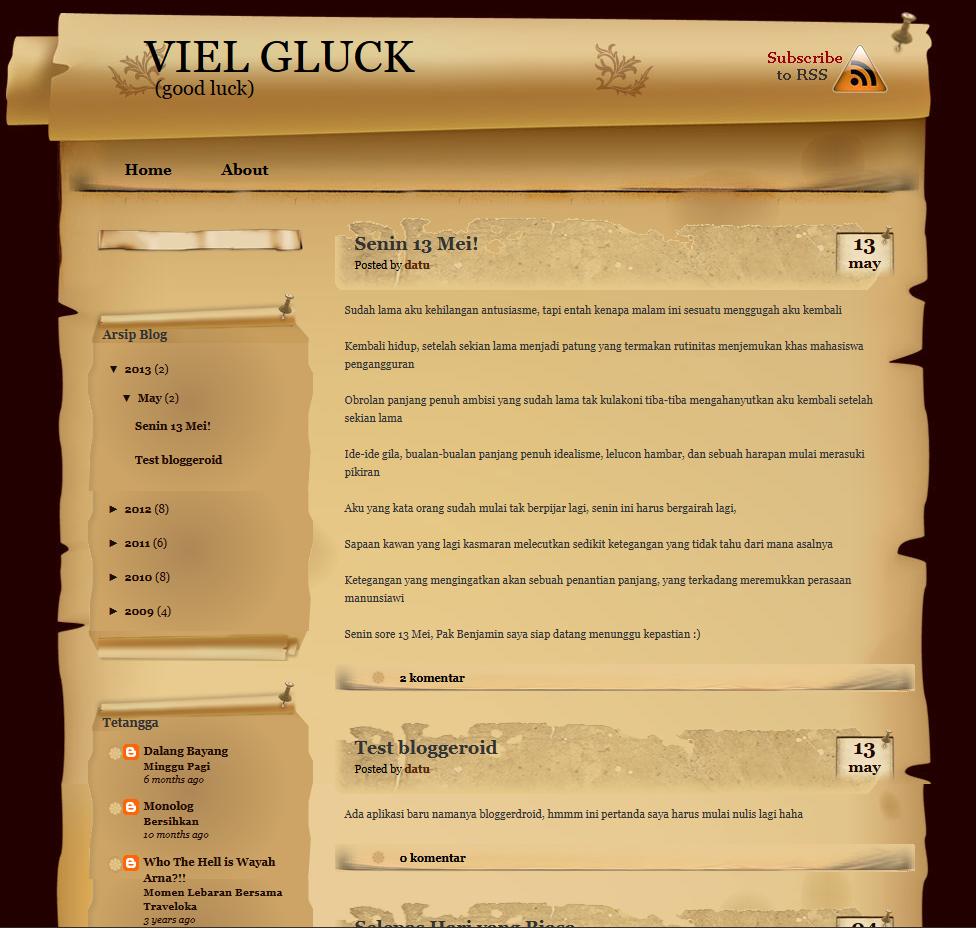 VIEL GLUCK
(good luck)
Subscribe
to RSS
Home
About
Arsip Blog
▼ 2013 (2)
▼ May (2)
Senin 13 Mei!
Test bloggeroid
► 2012 (8)
► 2011 (6)
► 2010 (8)
► 2009 (4)
Tetangga
Dalang Bayang
Minggu Pagi
6 months ago
Monolog
Bersihkan
10 months ago
Who The Hell is Wayah
Arna?!!
Momen Lebaran Bersama
Traveloka
3 years ago
Senin 13 Mei!
Posted by datu
13
may
Sudah lama aku kehilangan antusiasme, tapi entah kenapa malam ini sesuatu menggugah aku kembali
Kembali hidup, setelah sekian lama menjadi patung yang termakan rutinitas menjemukan khas mahasiswa
pengangguran
Obrolan panjang penuh ambisi yang sudah lama tak kulakoni tiba-tiba mengahanyutkan aku kembali setelah
sekian lama
Ide-ide gila, bualan-bualan panjang penuh idealisme, lelucon hambar, dan sebuah harapan mulai merasuki
pikiran
Aku yang kata orang sudah mulai tak berpijar lagi, senin ini harus bergairah lagi,
Sapaan kawan yang lagi kasmaran melecutkan sedikit ketegangan yang tidak tahu dari mana asalnya
Ketegangan yang mengingatkan akan sebuah penantian panjang, yang terkadang meremukkan perasaan
manunsiawi
Senin sore 13 Mei, Pak Benjamin saya siap datang menunggu kepastian :)
2 komentar
Test bloggeroid
Posted by datu
13
may
Ada aplikasi baru namanya bloggerdroid, hmmm ini pertanda saya harus mulai nulis lagi haha
0 komentar
Selepas Hari yang Biasa
04